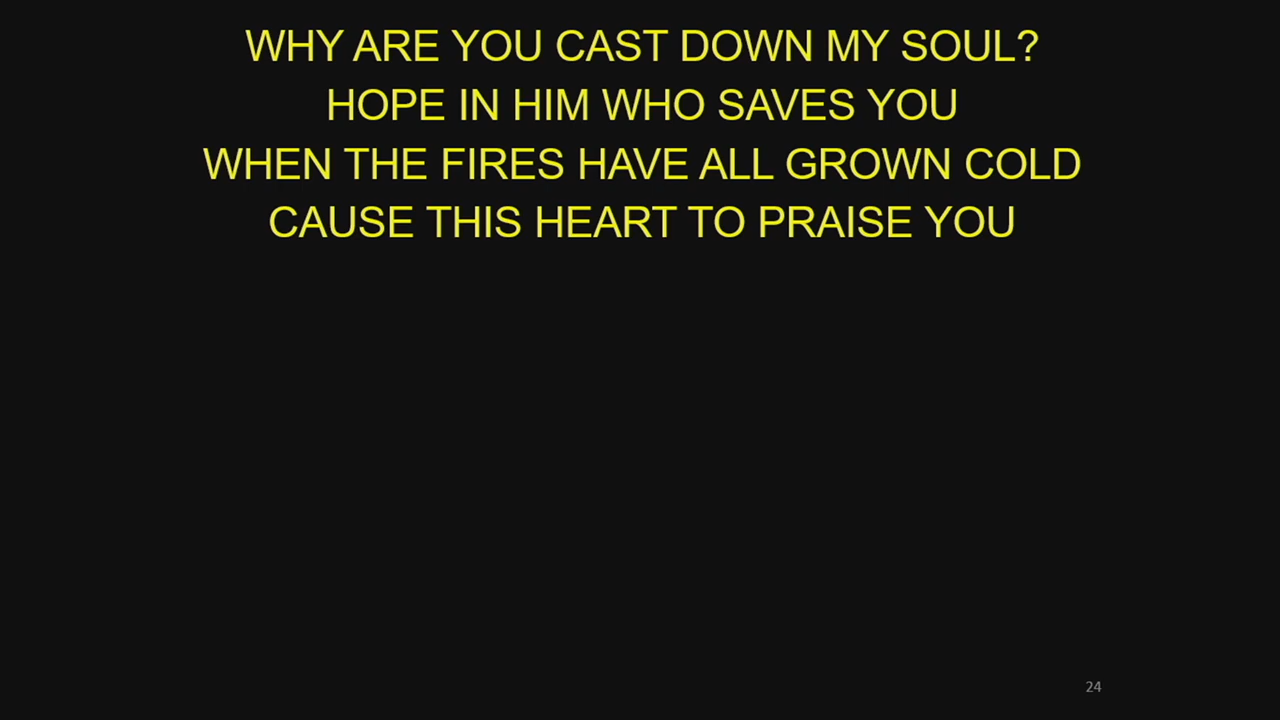 WHY ARE YOU CAST DOWN MY SOUL?
HOPE IN HIM WHO SAVES YOU
WHEN THE FIRES HAVE ALL GROWN COLD
CAUSE THIS HEART TO PRAISE YOU
24